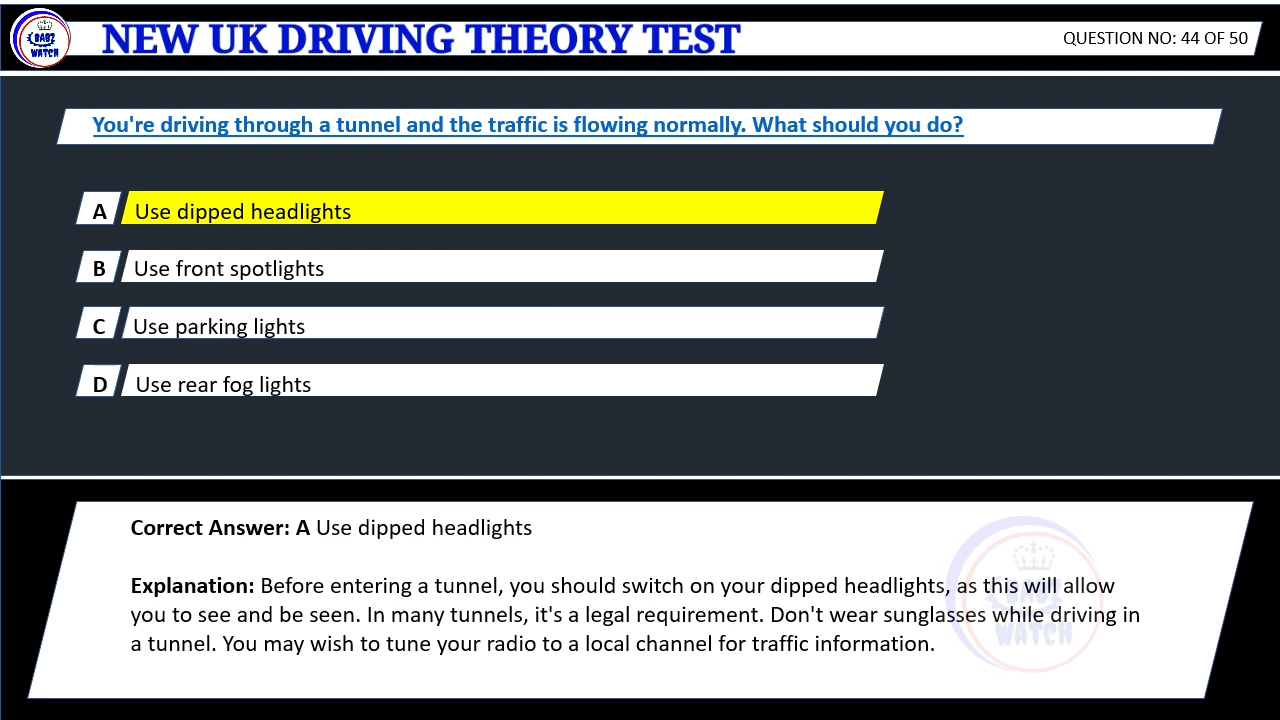 BABZ
WATCH
NEW UK DRIVING THEORY TEST
QUESTION NO: 44 OF 50
You're driving through a tunnel and the traffic is flowing normally. What should you do?
A Use dipped headlights
B Use front spotlights
C Use parking lights
D Use rear fog lights
Correct Answer: A Use dipped headlights
Explanation: Before entering a tunnel, you should switch on your dipped headlights, as this will allow
you to see and be seen. In many tunnels, it's a legal requirement. Don't wear sunglasses while driving in
a tunnel. You may wish to tune your radio to a local channel for traffic information.
BABZ
WATCH